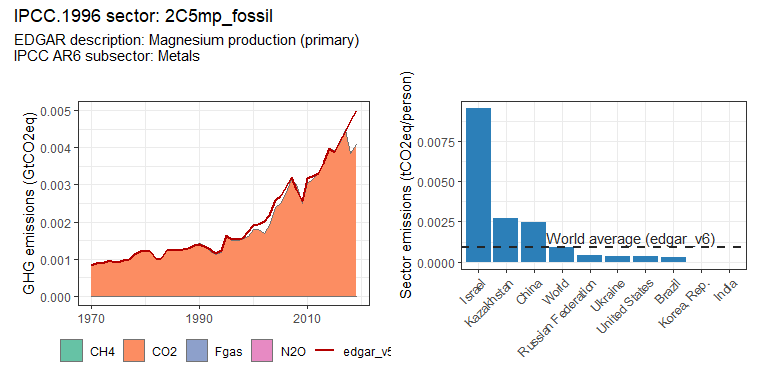 IPCC.1996 sector: 2C5mp_fossil
EDGAR description: Magnesium production (primary)
IPCC AR6 subsector: Metals
GHG emissions (GtCO2eq)
0.005
0.004
0.003
0.002
0.001
0.000
1970
1990
2010
CH4
CO2
Fgas
N2O
edgar_v6
Sector emissions (tCO2eq/person)
0.0075
0.0050
0.0025
0.0000
World average (edgar_v6)
Israel
Kazakhstan
China
World
Russian Federation
Ukraine
United States
Brazil
Korea, Rep.
India